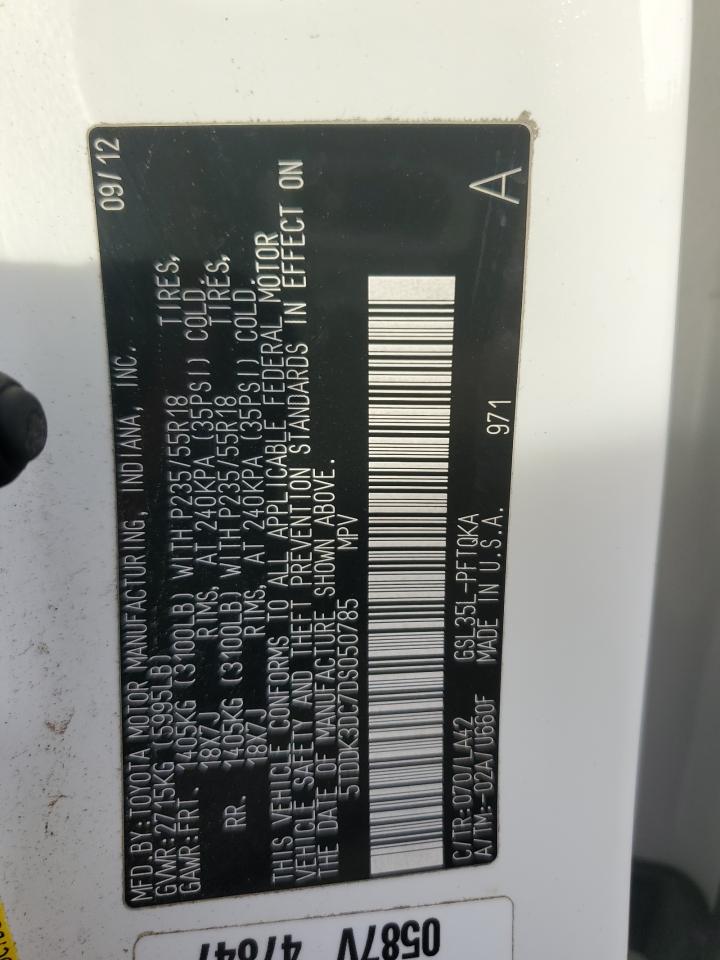 MFD.BY:TOYOTA MOTOR MANUFACTURING, INDIANA, INC. 09/12
GVWR:2715KG (5995LB)
GAWR:FRT. 1405KG (3100LB) WITH P235/55R18 TIRES,
18X7J RIMS, AT 240KPA (35PSI) COLD.
RR. 1405KG (3100LB) WITH P235/55R18 TIRES,
18X7J RIMS, AT 240KPA (35PSI) COLD.
THIS VEHICLE CONFORMS TO ALL APPLICABLE FEDERAL MOTOR
VEHICLE SAFETY AND THEFT PREVENTION STANDARDS IN EFFECT ON
THE DATE OF MANUFACTURE SHOWN ABOVE.
5TDDK3DC7DS050785 MPV
C/TR:070/LA42 GSL35L-PFTQKA
A/TM:-02A/U660F MADE IN U.S.A. 971 A
0587V